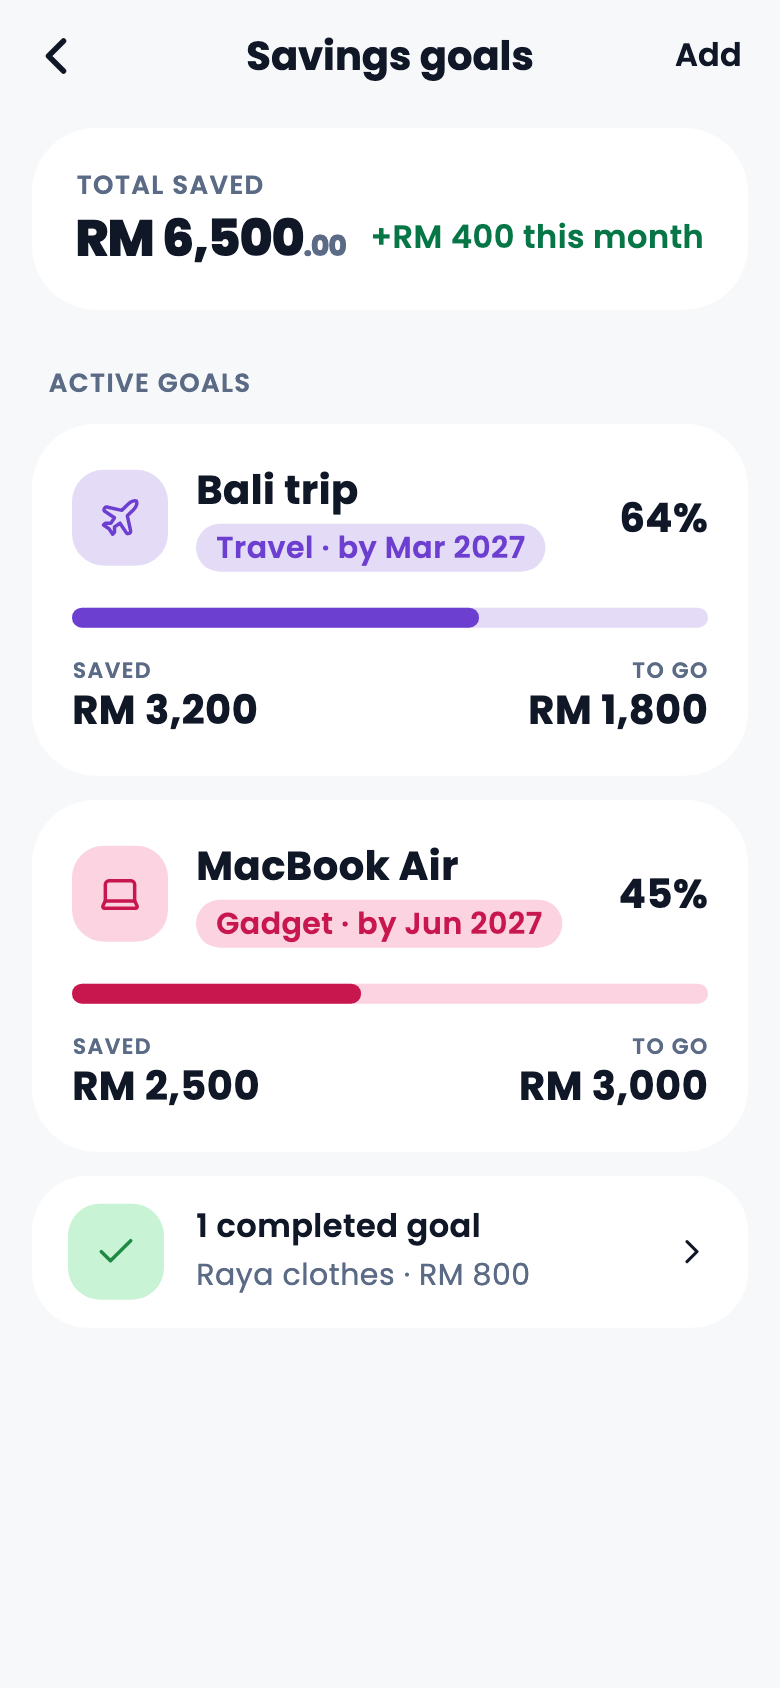 Savings goals
Add
TOTAL SAVED
RM 6,500.00
+RM 400 this month
ACTIVE GOALS
Bali trip
Travel · by Mar 2027
64%
SAVED
TO GO
RM 3,200
RM 1,800
MacBook Air
Gadget · by Jun 2027
45%
SAVED
TO GO
RM 2,500
RM 3,000
1 completed goal
Raya clothes · RM 800